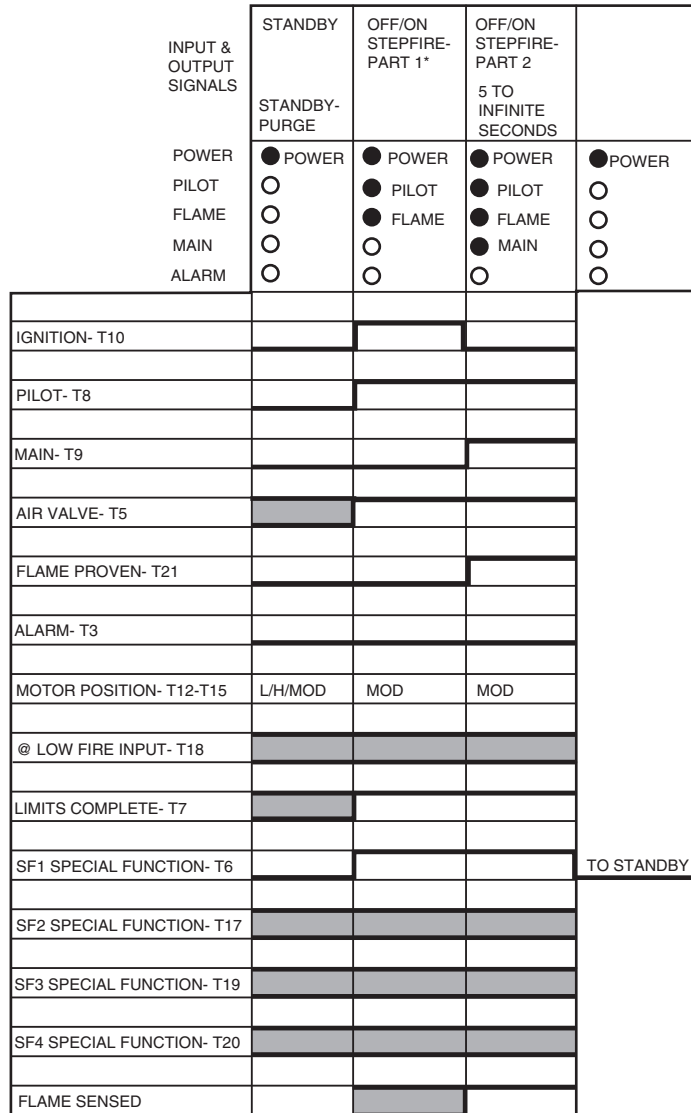 INPUT &
OUTPUT
SIGNALS
STANDBY
STANDBY-
PURGE
OFF/ON
STEPFIRE-
PART 1*
OFF/ON
STEPFIRE-
PART 2
5 TO
INFINITE
SECONDS
POWER POWER POWER POWER POWER
PILOT PILOT PILOT
FLAME FLAME FLAME
MAIN MAIN
ALARM
IGNITION- T10
PILOT- T8
MAIN- T9
AIR VALVE- T5
FLAME PROVEN- T21
ALARM- T3
MOTOR POSITION- T12-T15 L/H/MOD MOD MOD
@ LOW FIRE INPUT- T18
LIMITS COMPLETE- T7
SF1 SPECIAL FUNCTION- T6 TO STANDBY
SF2 SPECIAL FUNCTION- T17
SF3 SPECIAL FUNCTION- T19
SF4 SPECIAL FUNCTION- T20
FLAME SENSED